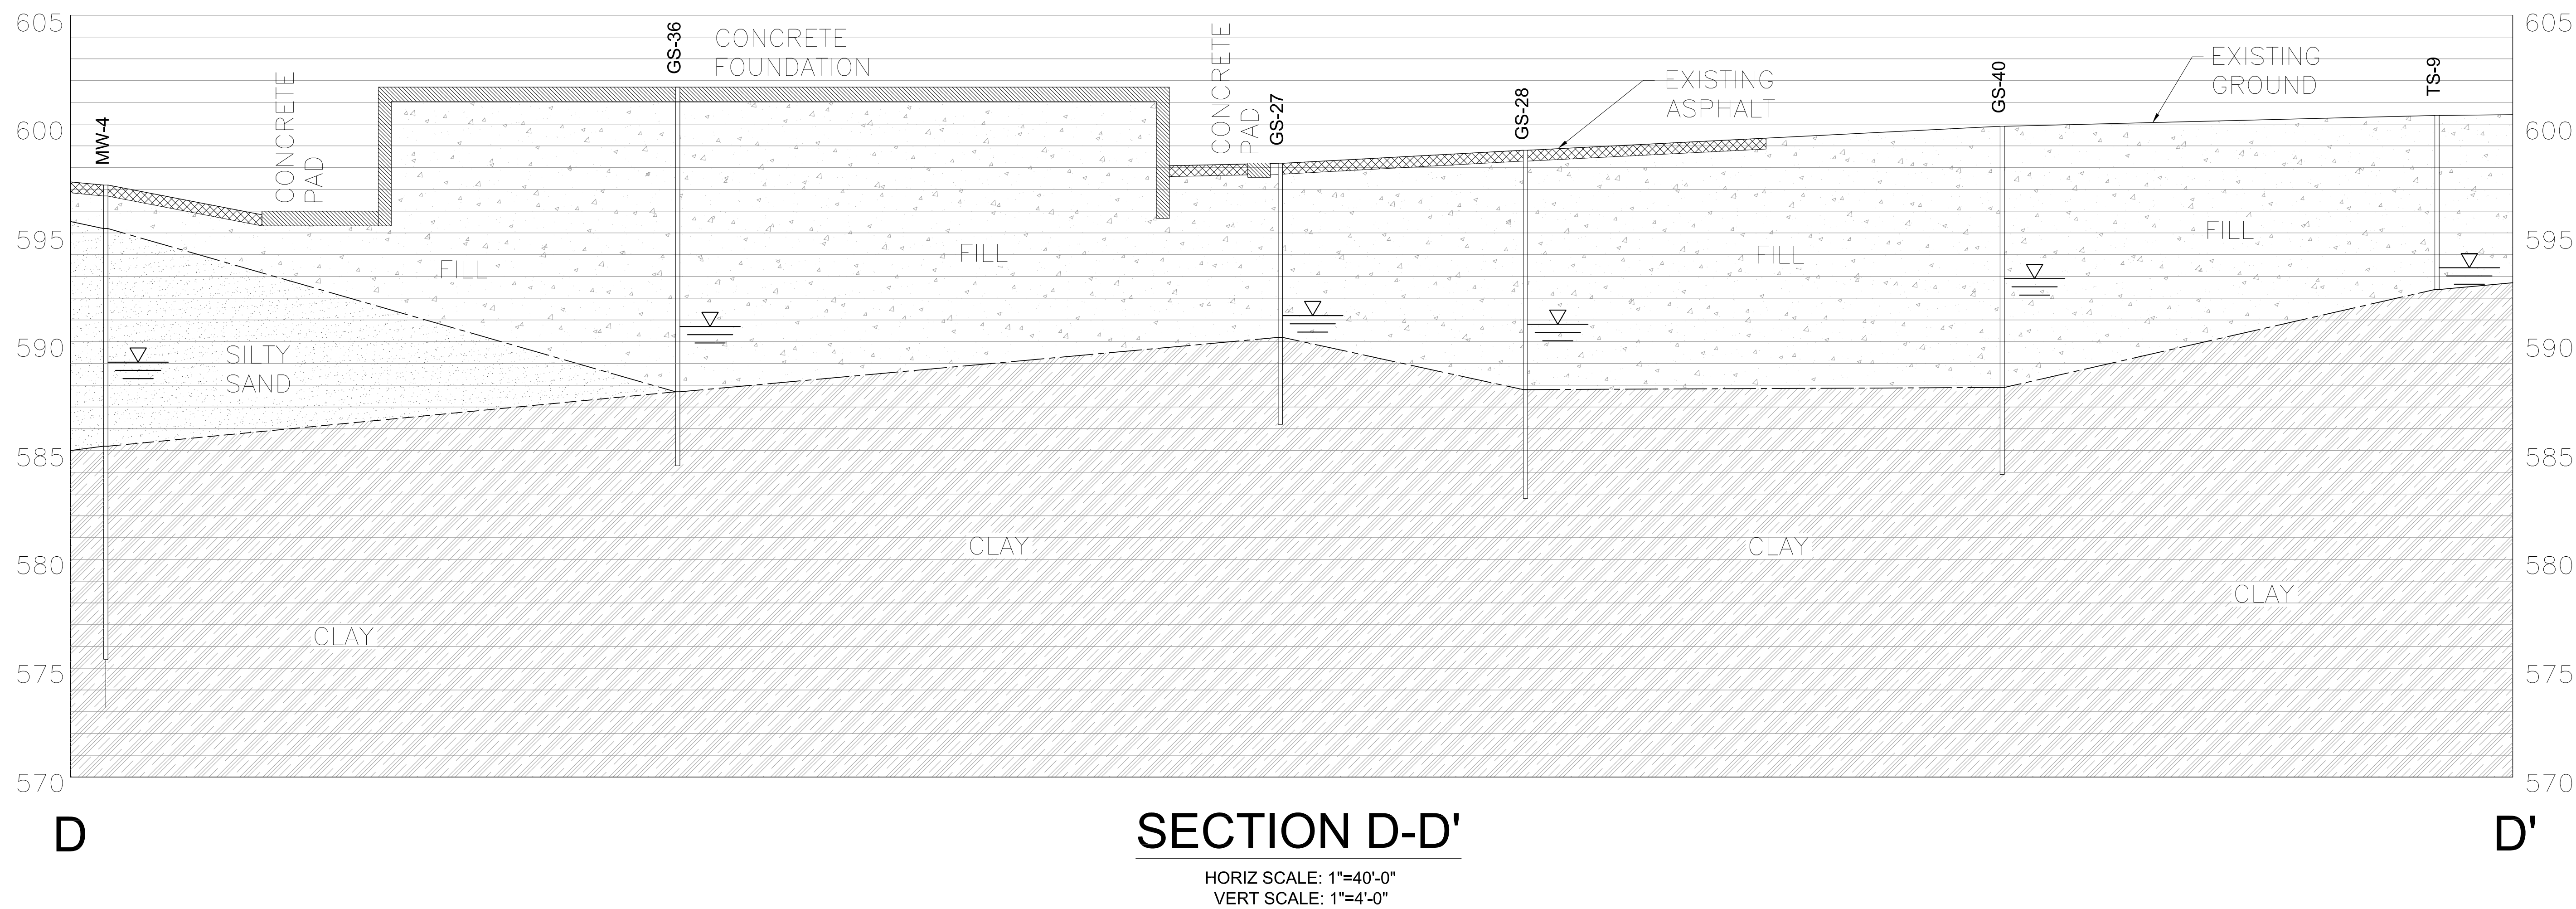 605
605
GS-36
CONCRETE
FOUNDATION
CONCRETE
PAD
EXISTING
GROUND
TS-9
EXISTING
ASPHALT
GS-40
CONCRETE
PAD
GS-27
GS-28
MW-4
600
600
595
595
FILL
FILL
FILL
FILL
590
590
SILTY
SAND
585
585
CLAY
CLAY
580
580
CLAY
CLAY
575
575
570
570
D
SECTION D-D'
D'
HORIZ SCALE: 1"=40'-0"
VERT SCALE: 1"=4'-0"